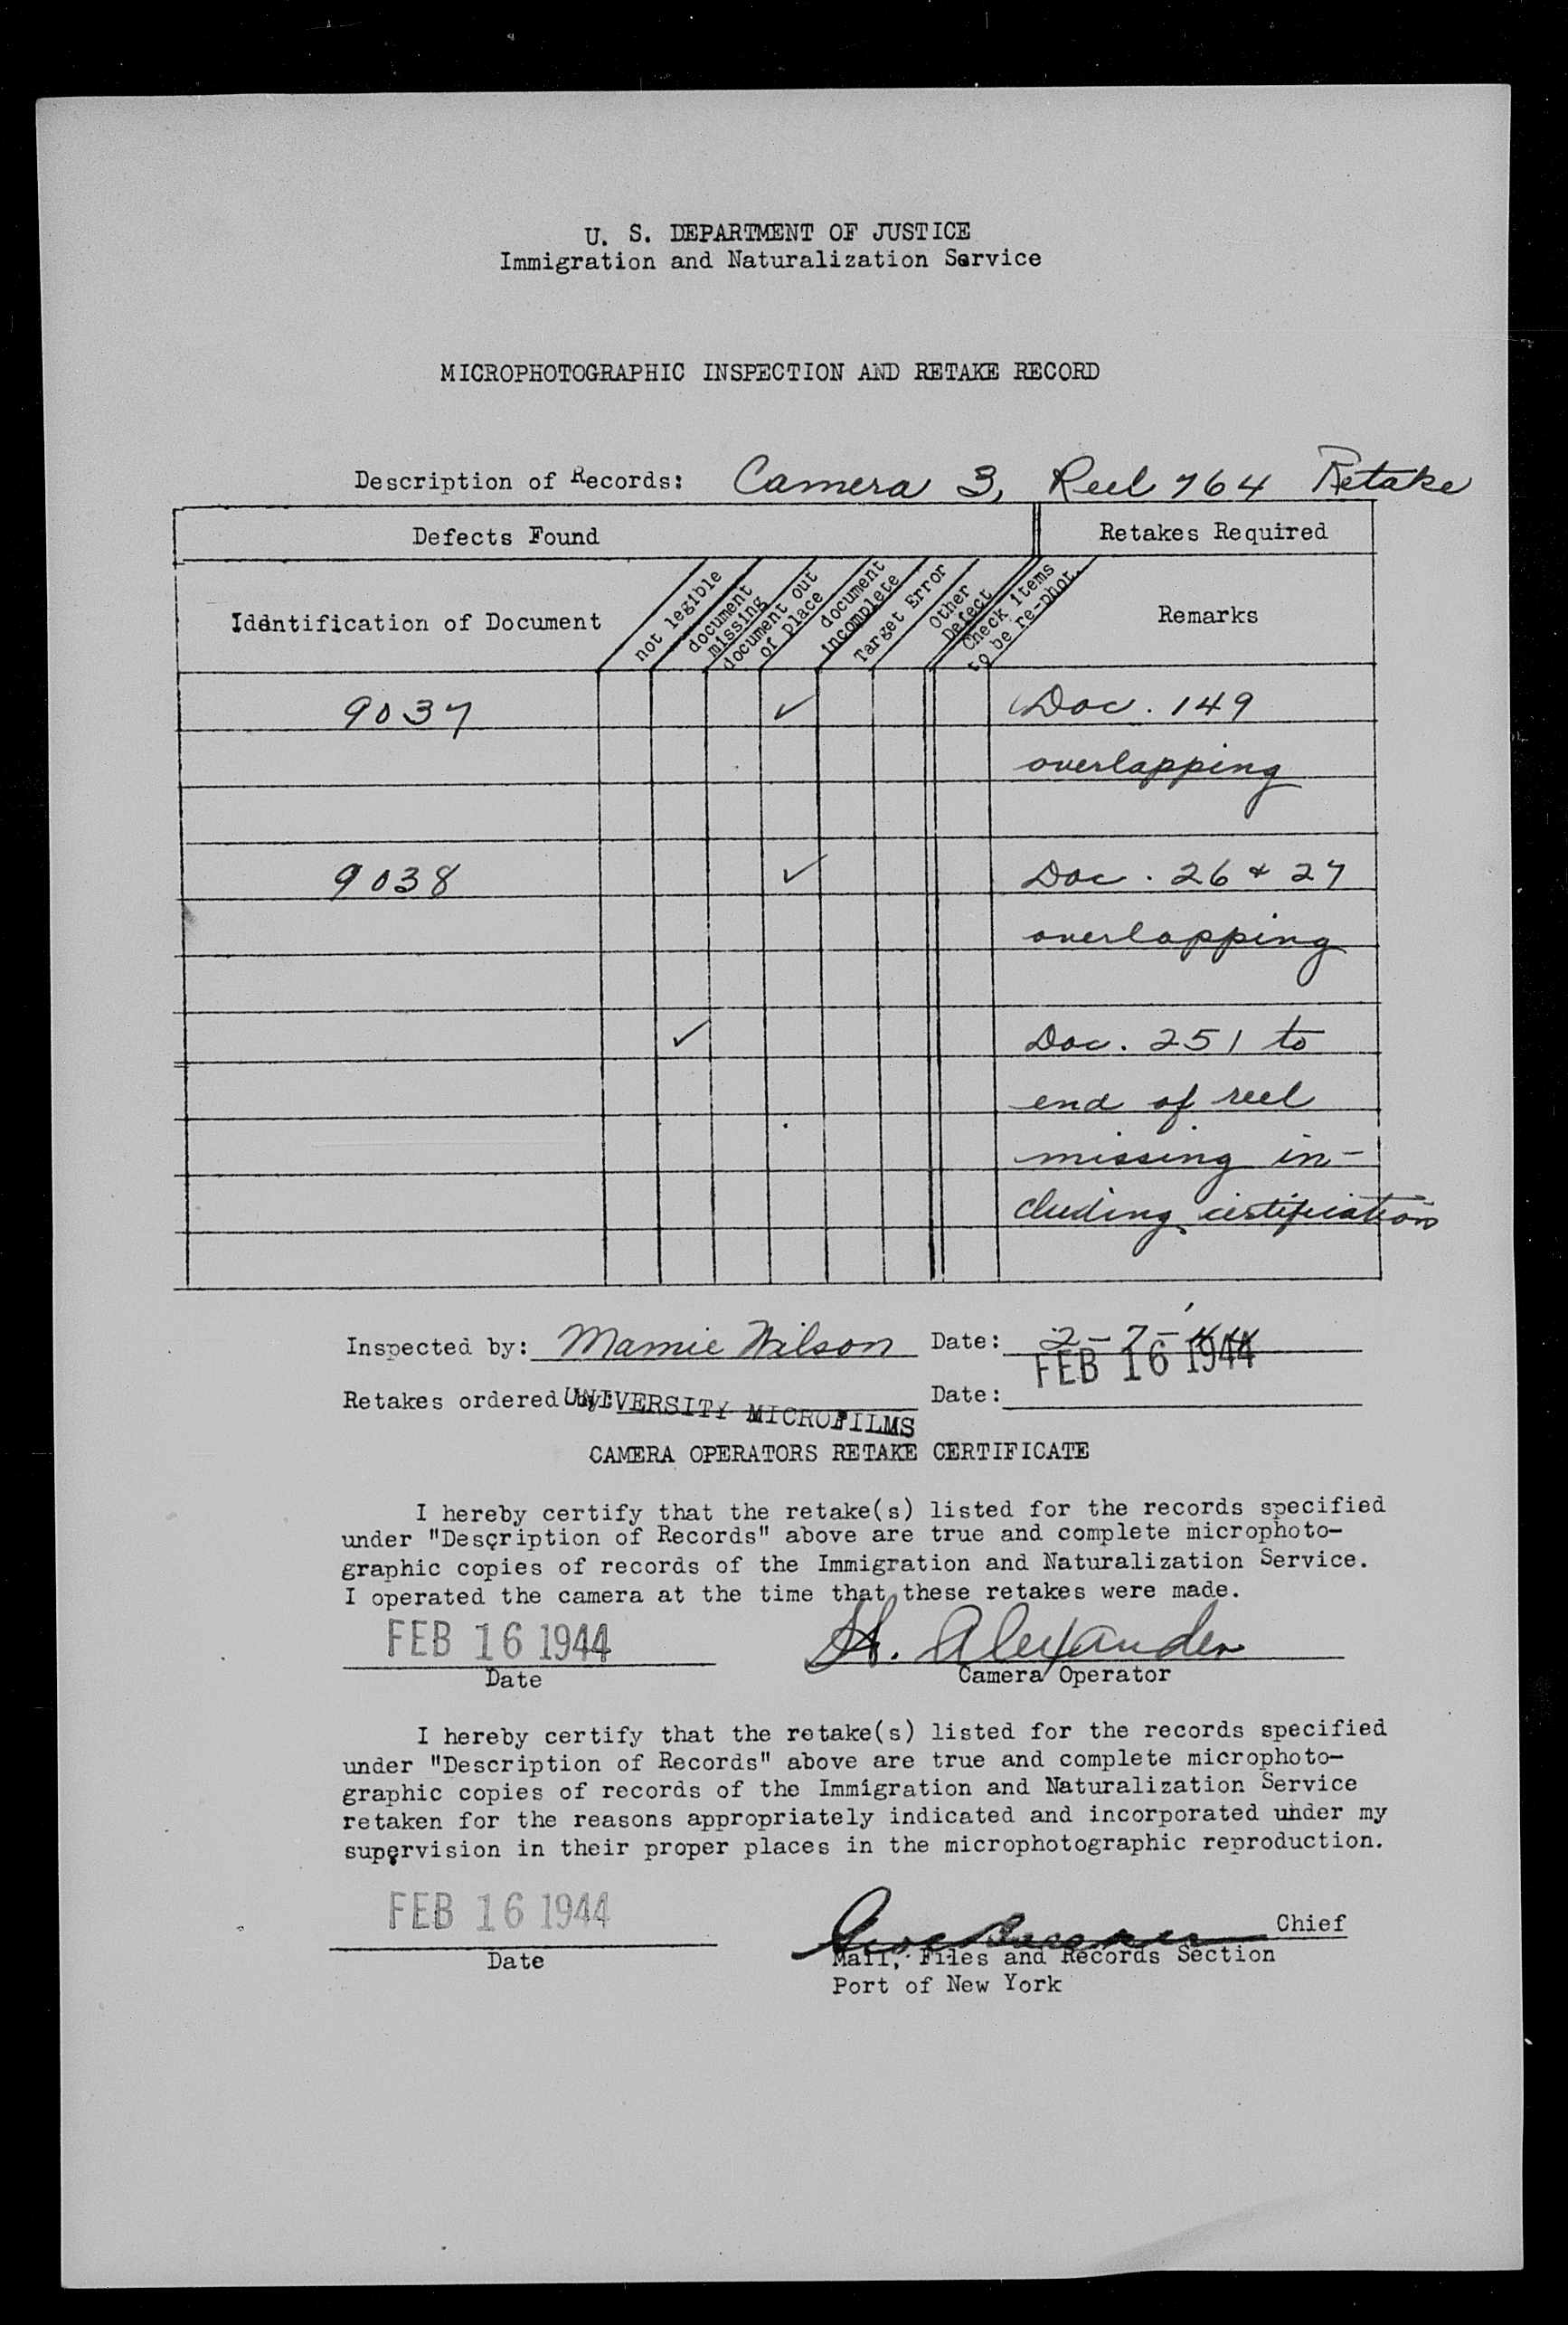 U. S. DEPARTMENT OF JUSTICE
Immigration and Naturalization Service
MICROPHOTOGRAPHIC INSPECTION AND RETAKE RECORD
Description of Records: Camera 3, Reel 764 Retake
Defects Found Retakes Required
Identification of Document
not legible
document missing
document out of place
document incomplete
Target Error
Other Defect
Check items to be re-phot.
Remarks
9037 ✓ Doc. 149
overlapping
9038 ✓ Doc. 26 & 27
overlapping
✓ Doc. 251 to
end of reel
missing in-
cluding certification
Inspected by: Mamie Wilson Date: 2-7-44
FEB 16 1944
Retakes ordered by: UNIVERSITY MICROFILMS Date:
CAMERA OPERATORS RETAKE CERTIFICATE
I hereby certify that the retake(s) listed for the records specified
under "Description of Records" above are true and complete microphoto-
graphic copies of records of the Immigration and Naturalization Service.
I operated the camera at the time that these retakes were made.
FEB 16 1944 H. Alexander
Date Camera Operator
I hereby certify that the retake(s) listed for the records specified
under "Description of Records" above are true and complete microphoto-
graphic copies of records of the Immigration and Naturalization Service
retaken for the reasons appropriately indicated and incorporated under my
supervision in their proper places in the microphotographic reproduction.
FEB 16 1944 Chief
Date Mail, Files and Records Section
Port of New York